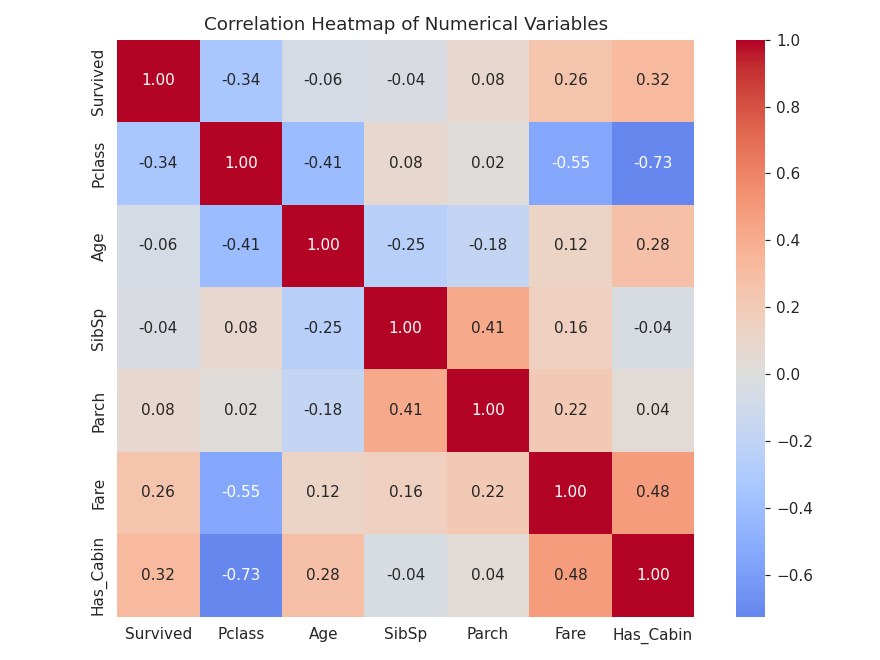 Correlation Heatmap of Numerical Variables
Survived 1.00 -0.34 -0.06 -0.04 0.08 0.26 0.32
Pclass -0.34 1.00 -0.41 0.08 0.02 -0.55 -0.73
Age -0.06 -0.41 1.00 -0.25 -0.18 0.12 0.28
SibSp -0.04 0.08 -0.25 1.00 0.41 0.16 -0.04
Parch 0.08 0.02 -0.18 0.41 1.00 0.22 0.04
Fare 0.26 -0.55 0.12 0.16 0.22 1.00 0.48
Has_Cabin 0.32 -0.73 0.28 -0.04 0.04 0.48 1.00
Survived Pclass Age SibSp Parch Fare Has_Cabin
1.0
0.8
0.6
0.4
0.2
0.0
−0.2
−0.4
−0.6